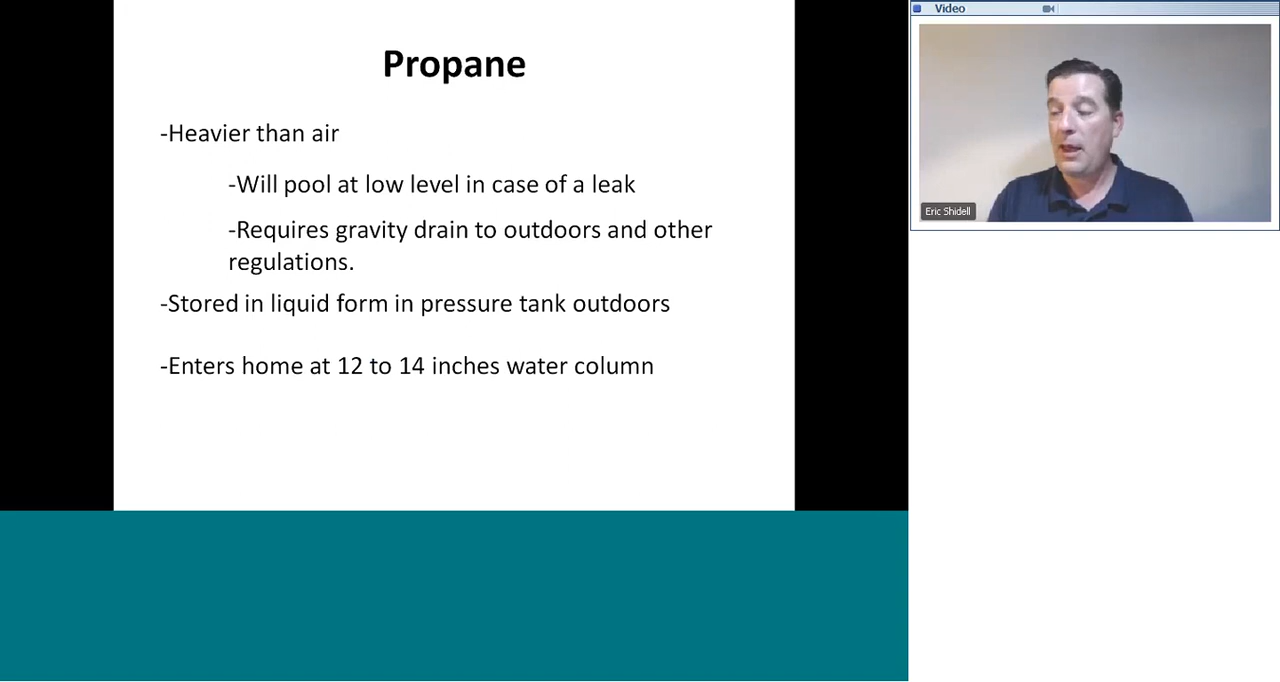 Propane
-Heavier than air
-Will pool at low level in case of a leak
-Requires gravity drain to outdoors and other
regulations.
-Stored in liquid form in pressure tank outdoors
-Enters home at 12 to 14 inches water column
Video
Eric Shidell